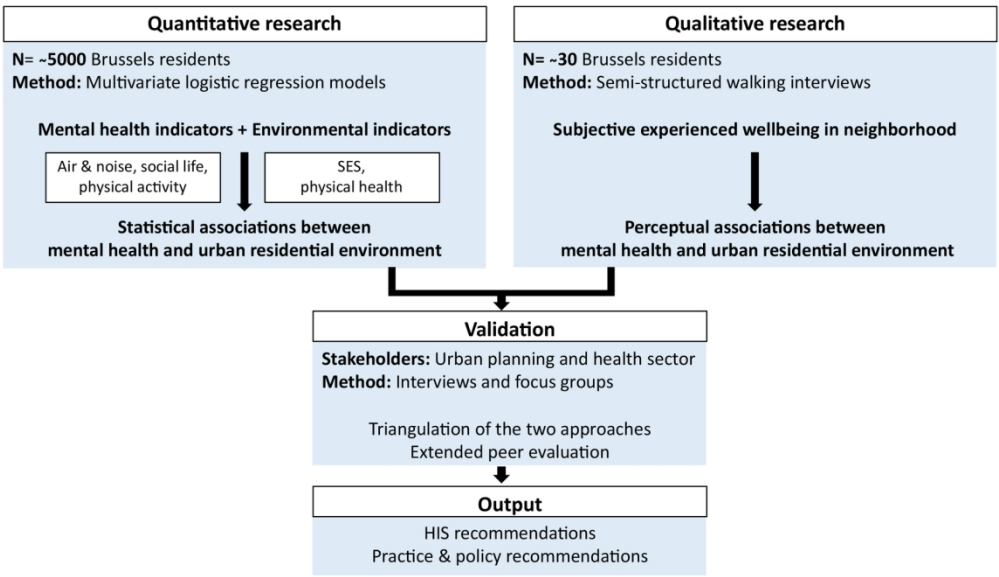 Quantitative research
N= ~5000 Brussels residents
Method: Multivariate logistic regression models
Mental health indicators + Environmental indicators
Air & noise, social life,
physical activity
SES,
physical health
Statistical associations between
mental health and urban residential environment
Qualitative research
N= ~30 Brussels residents
Method: Semi-structured walking interviews
Subjective experienced wellbeing in neighborhood
Perceptual associations between
mental health and urban residential environment
Validation
Stakeholders: Urban planning and health sector
Method: Interviews and focus groups
Triangulation of the two approaches
Extended peer evaluation
Output
HIS recommendations
Practice & policy recommendations